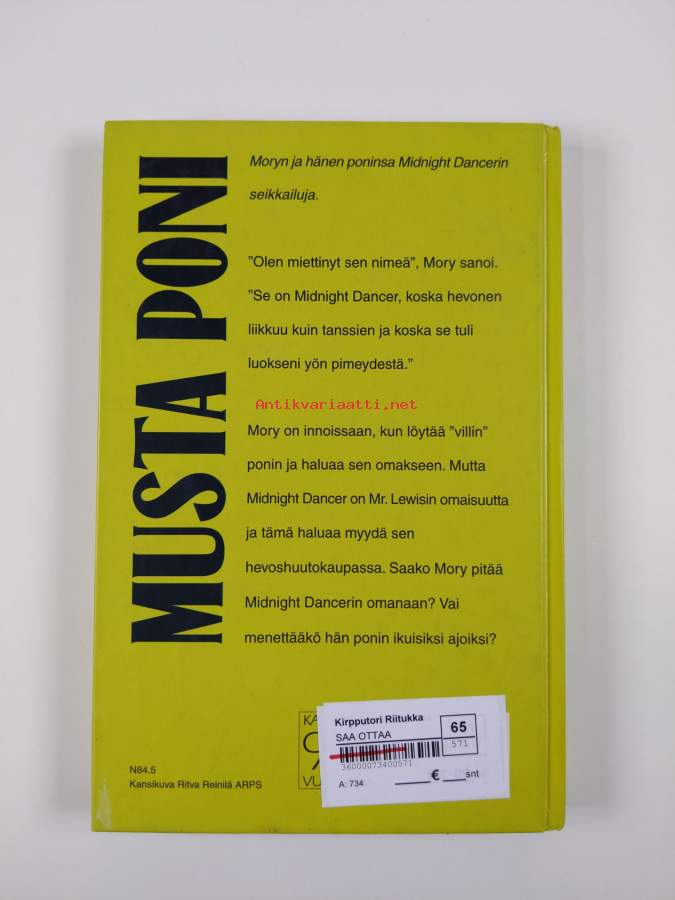 MUSTA PONI
Moryn ja hänen poninsa Midnight Dancerin
seikkailuja.
”Olen miettinyt sen nimeä”, Mory sanoi.
”Se on Midnight Dancer, koska hevonen
liikkuu kuin tanssien ja koska se tuli
luokseni yön pimeydestä.”
Antikvariaatti.net
Mory on innoissaan, kun löytää ”villin”
ponin ja haluaa sen omakseen. Mutta
Midnight Dancer on Mr. Lewisin omaisuutta
ja tämä haluaa myydä sen
hevoshuutokaupassa. Saako Mory pitää
Midnight Dancerin omanaan? Vai
menettääkö hän ponin ikuisiksi ajoiksi?
KA
VU
Kirpputori Riitukka
SAA OTTAA
65
571
36000073400571
A: 734
€
snt
N84.5
Kansikuva Ritva Reinilä ARPS